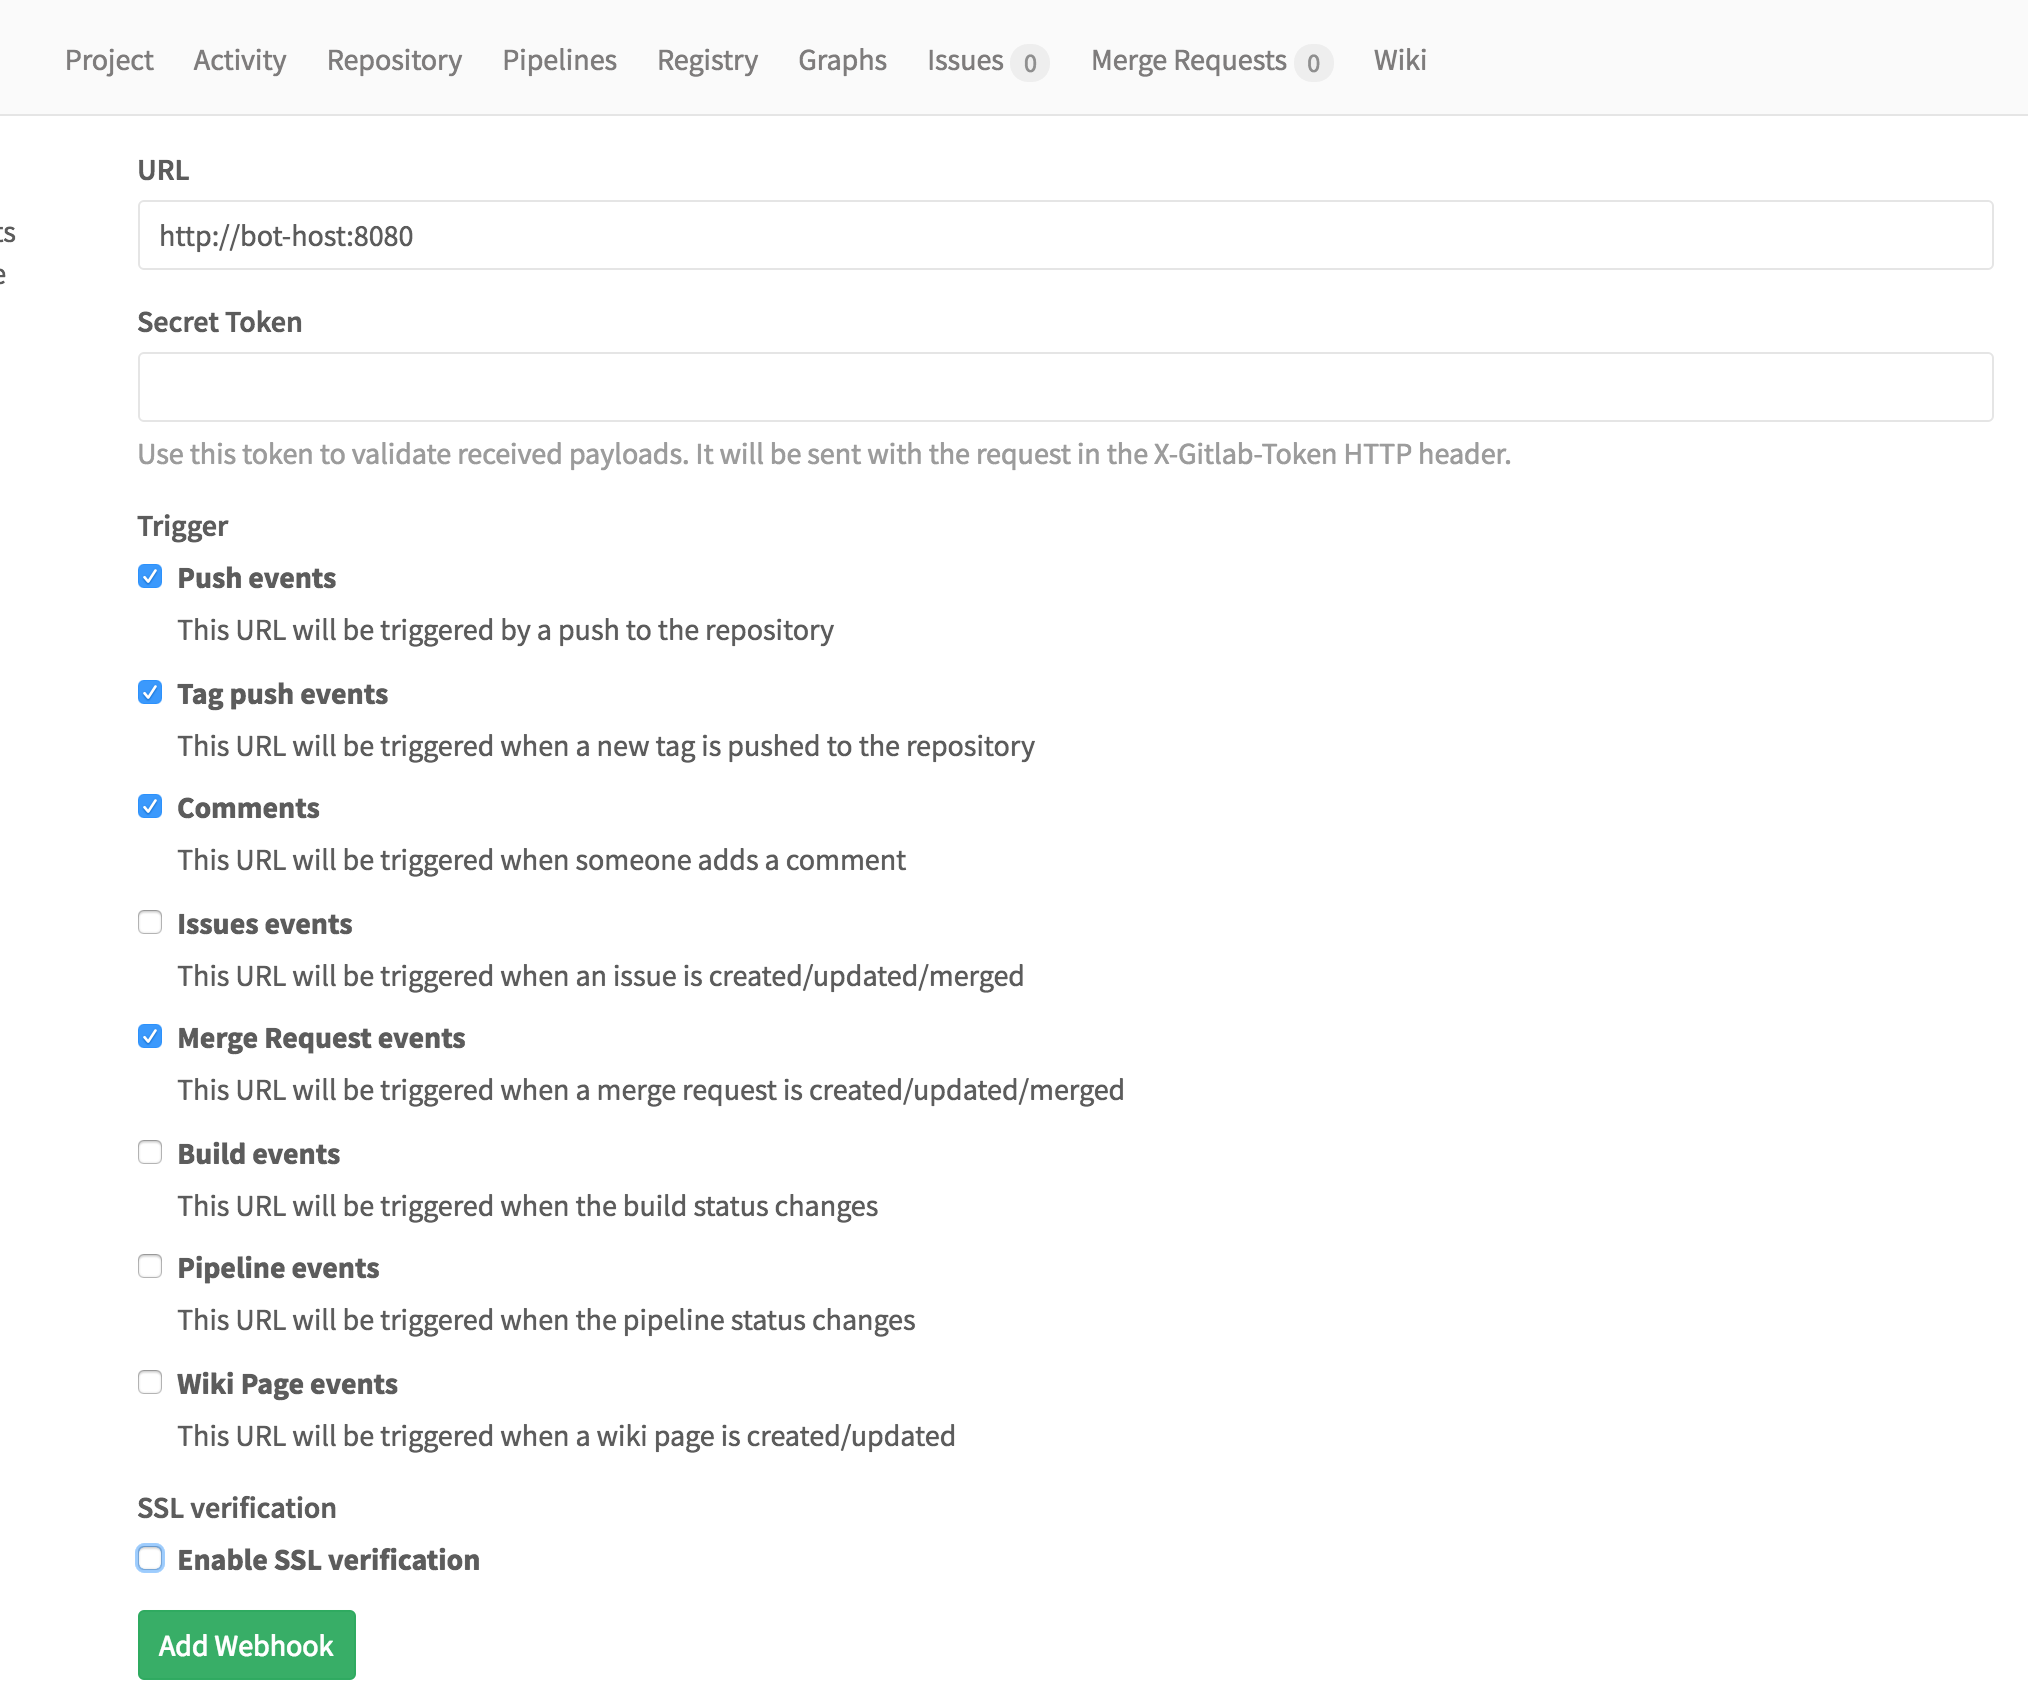 Project Activity Repository Pipelines Registry Graphs Issues 0 Merge Requests 0 Wiki
URL
http://bot-host:8080
Secret Token
Use this token to validate received payloads. It will be sent with the request in the X-Gitlab-Token HTTP header.
Trigger
Push events
This URL will be triggered by a push to the repository
Tag push events
This URL will be triggered when a new tag is pushed to the repository
Comments
This URL will be triggered when someone adds a comment
Issues events
This URL will be triggered when an issue is created/updated/merged
Merge Request events
This URL will be triggered when a merge request is created/updated/merged
Build events
This URL will be triggered when the build status changes
Pipeline events
This URL will be triggered when the pipeline status changes
Wiki Page events
This URL will be triggered when a wiki page is created/updated
SSL verification
Enable SSL verification
Add Webhook